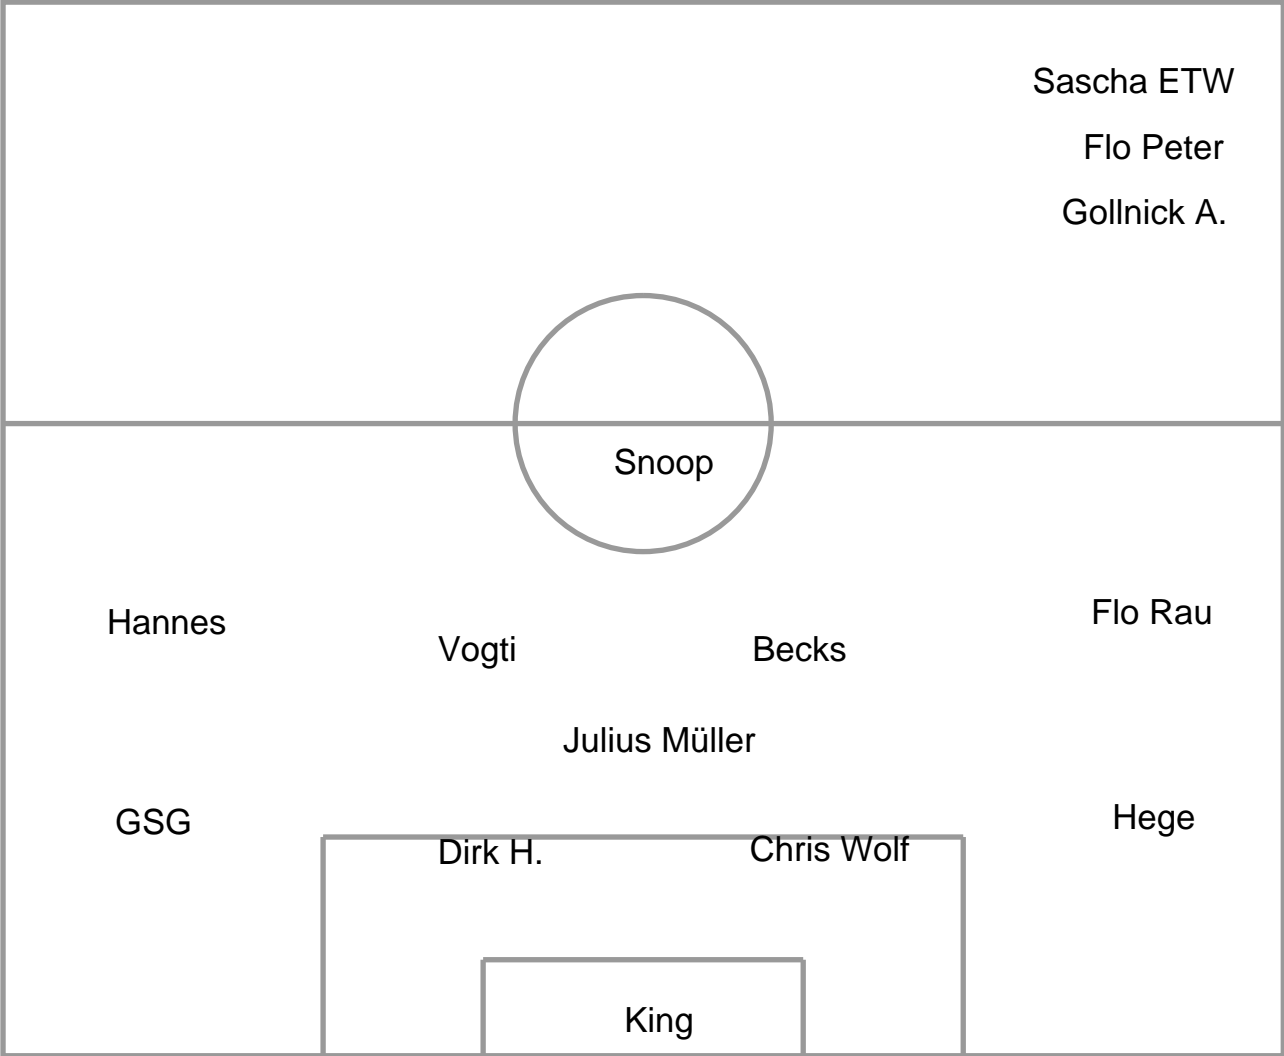 Sascha ETW
Flo Peter
Gollnick A.
Snoop
Hannes
Flo Rau
Vogti
Becks
Julius Müller
GSG
Hege
Dirk H.
Chris Wolf
King